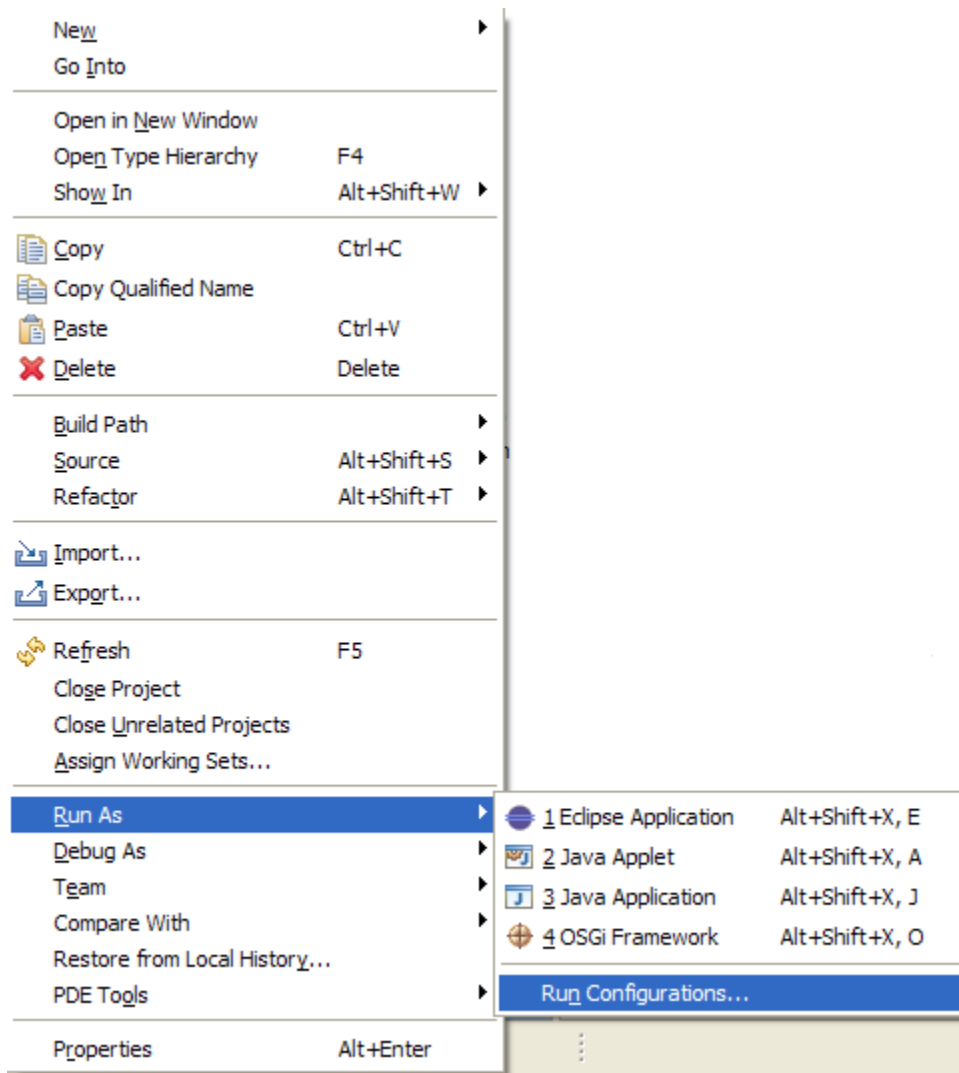 New
Go Into
Open in New Window
Open Type Hierarchy F4
Show In Alt+Shift+W
Copy Ctrl+C
Copy Qualified Name
Paste Ctrl+V
Delete Delete
Build Path
Source Alt+Shift+S
Refactor Alt+Shift+T
Import...
Export...
Refresh F5
Close Project
Close Unrelated Projects
Assign Working Sets...
Run As
Debug As
Team
Compare With
Restore from Local History...
PDE Tools
Properties Alt+Enter
1 Eclipse Application Alt+Shift+X, E
2 Java Applet Alt+Shift+X, A
3 Java Application Alt+Shift+X, J
4 OSGi Framework Alt+Shift+X, O
Run Configurations...